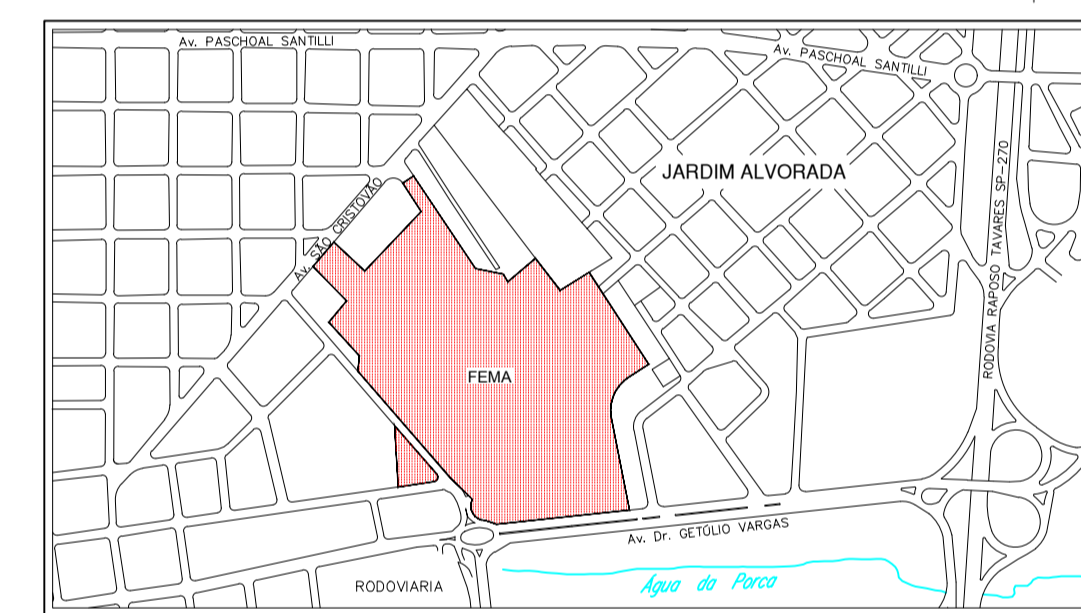 Av. PASCHOAL SANTILLI
Av. PASCHOAL SANTILLI
JARDIM ALVORADA
Av. SÃO CRISTOVÃO
RODOVIA RAPOSO TAVARES SP-270
FEMA
Av. Dr. GETÚLIO VARGAS
RODOVIARIA
Água da Porca